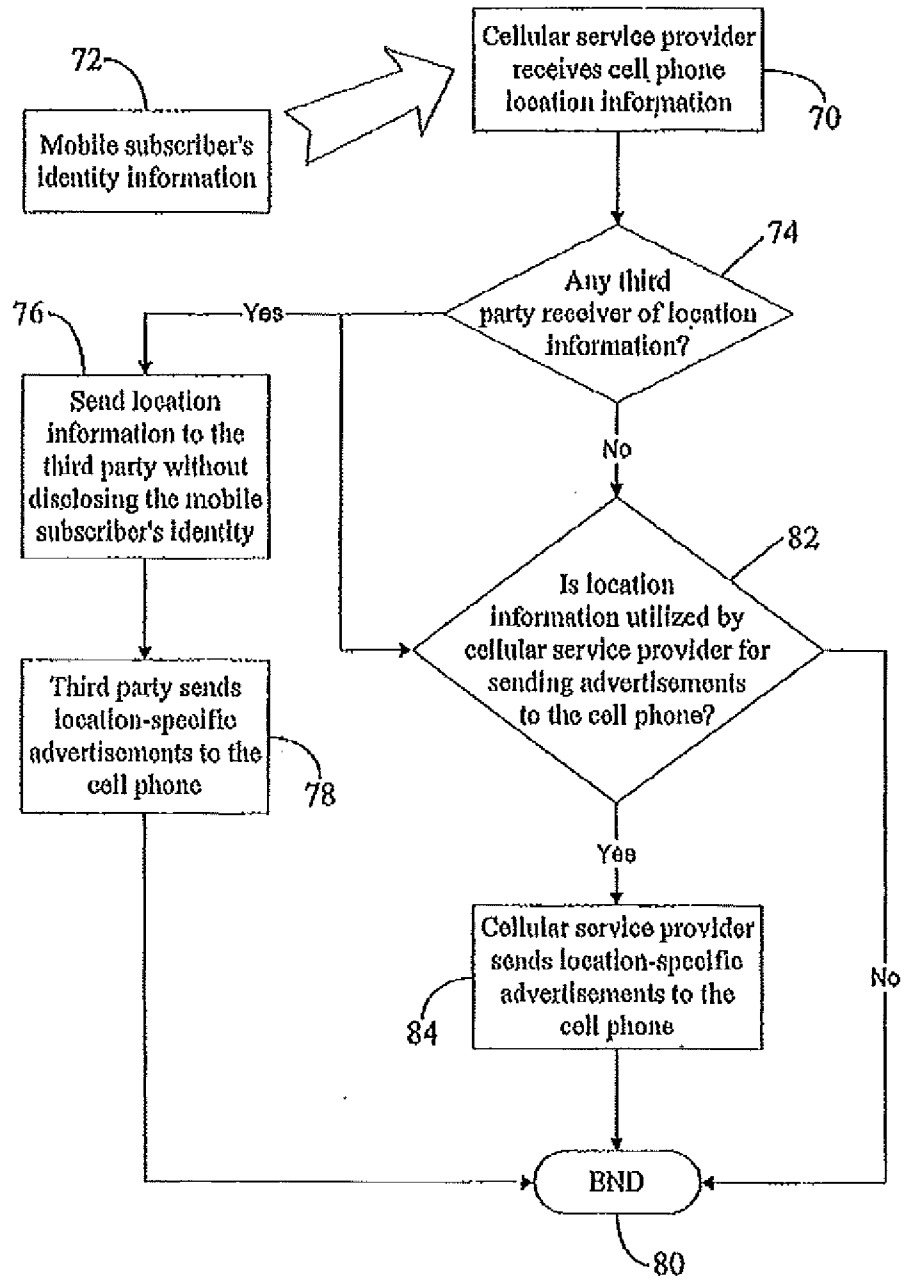 Cellular service provider
receives cell phone
location information
70
72
Mobile subscriber's
identity information
74
Any third
party receiver of location
information?
Yes
No
76
Send location
information to the
third party without
disclosing the mobile
subscriber's identity
82
Is location
information utilized by
cellular service provider for
sending advertisements
to the cell phone?
Third party sends
location-specific
advertisements to the
cell phone
78
Yes
Cellular service provider
sends location-specific
advertisements to the
cell phone
84
No
END
80